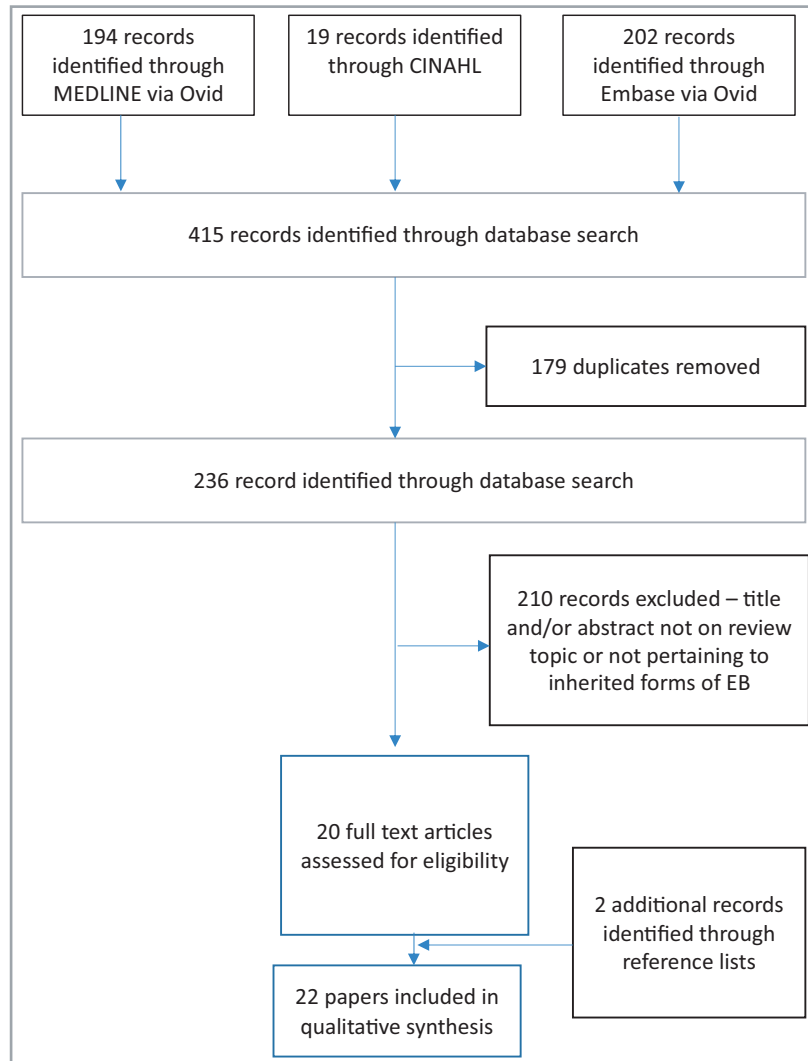 194 records
identified through
MEDLINE via Ovid
19 records identified
through CINAHL
202 records
identified through
Embase via Ovid
415 records identified through database search
179 duplicates removed
236 record identified through database search
210 records excluded – title
and/or abstract not on review
topic or not pertaining to
inherited forms of EB
20 full text articles
assessed for eligibility
2 additional records
identified through
reference lists
22 papers included in
qualitative synthesis